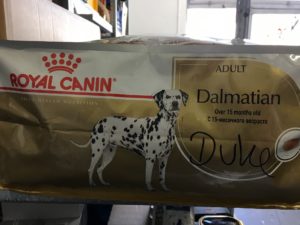 ROYAL CANIN
ADULT
Dalmatian
Over 15 months old
С 15-месячного возраста
Duke